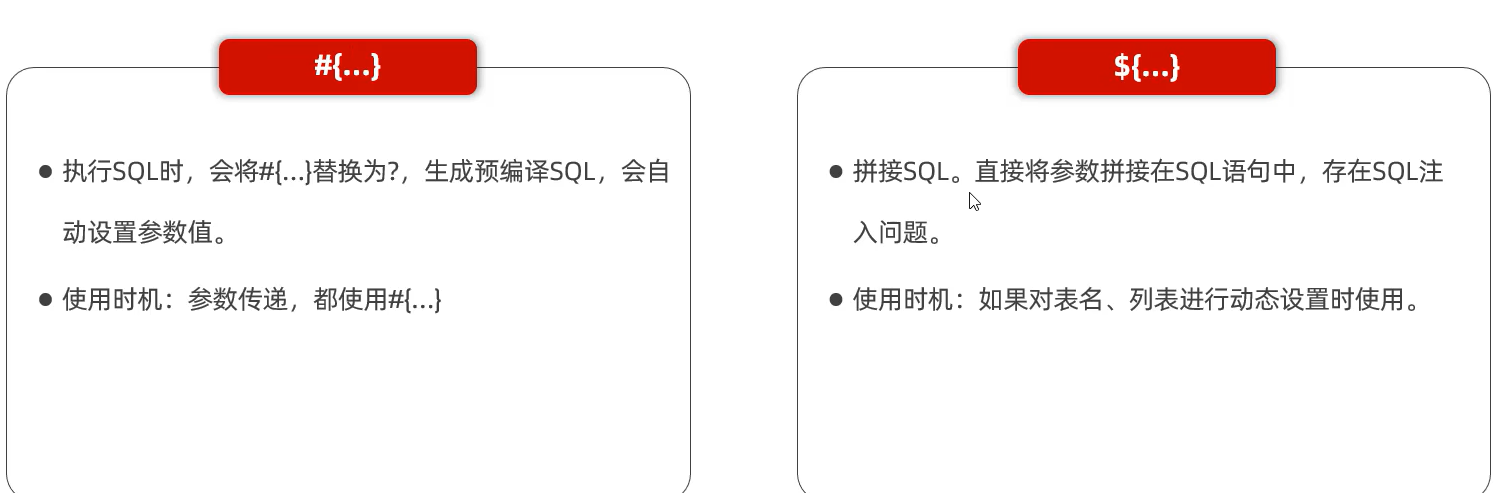 #{…}
● 执行SQL时，会将#{…}替换为?，生成预编译SQL，会自
动设置参数值。
● 使用时机：参数传递，都使用#{…}
${…}
● 拼接SQL。直接将参数拼接在SQL语句中，存在SQL注
入问题。
● 使用时机：如果对表名、列表进行动态设置时使用。